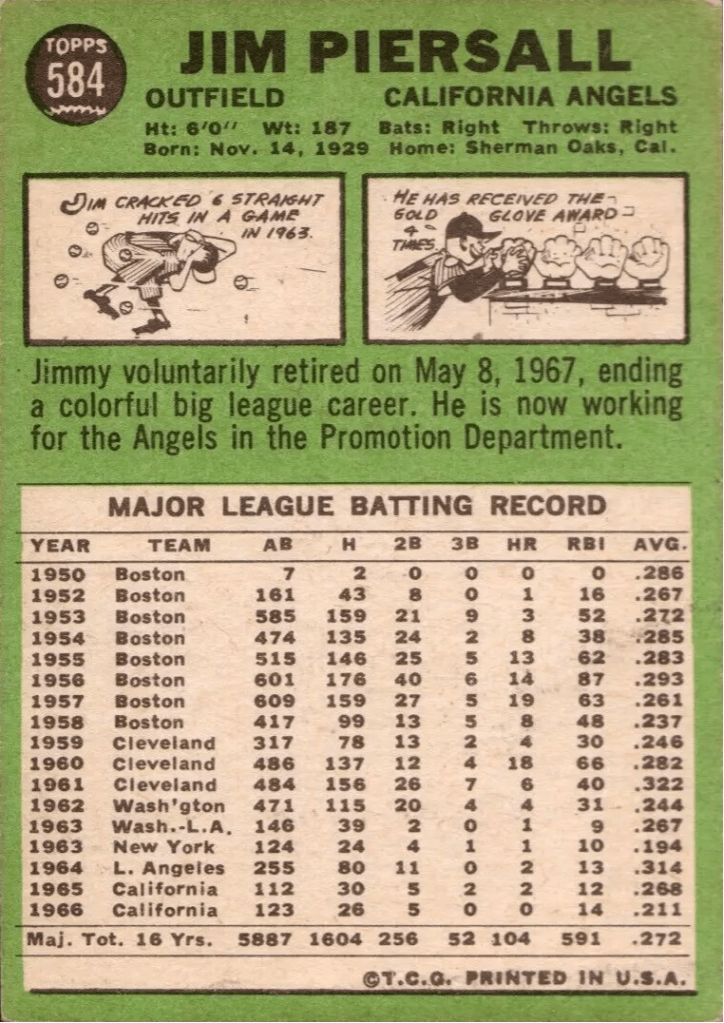 TOPPS
584
JIM PIERSALL
OUTFIELD CALIFORNIA ANGELS
Ht: 6'0" Wt: 187 Bats: Right Throws: Right
Born: Nov. 14, 1929 Home: Sherman Oaks, Cal.
JIM CRACKED 6 STRAIGHT
HITS IN A GAME
IN 1963.
HE HAS RECEIVED THE
GOLD GLOVE AWARD
4
TIMES.
Jimmy voluntarily retired on May 8, 1967, ending
a colorful big league career. He is now working
for the Angels in the Promotion Department.
MAJOR LEAGUE BATTING RECORD
YEAR TEAM AB H 2B 3B HR RBI AVG.
1950 Boston 7 2 0 0 0 0 .286
1952 Boston 161 43 8 0 1 16 .267
1953 Boston 585 159 21 9 3 52 .272
1954 Boston 474 135 24 2 8 38 .285
1955 Boston 515 146 25 5 13 62 .283
1956 Boston 601 176 40 6 14 87 .293
1957 Boston 609 159 27 5 19 63 .261
1958 Boston 417 99 13 5 8 48 .237
1959 Cleveland 317 78 13 2 4 30 .246
1960 Cleveland 486 137 12 4 18 66 .282
1961 Cleveland 484 156 26 7 6 40 .322
1962 Wash'gton 471 115 20 4 4 31 .244
1963 Wash.-L.A. 146 39 2 0 1 9 .267
1963 New York 124 24 4 1 1 10 .194
1964 L. Angeles 255 80 11 0 2 13 .314
1965 California 112 30 5 2 2 12 .268
1966 California 123 26 5 0 0 14 .211
Maj. Tot. 16 Yrs. 5887 1604 256 52 104 591 .272
©T.C.G. PRINTED IN U.S.A.